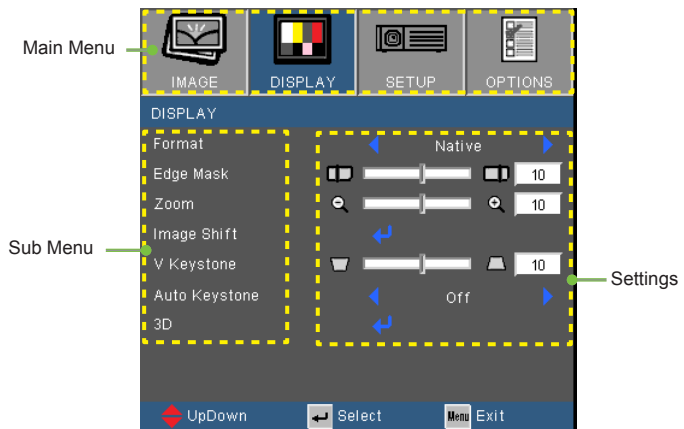 Main Menu
IMAGE DISPLAY SETUP OPTIONS
DISPLAY
Format Native
Edge Mask 10
Zoom 10
Image Shift
Sub Menu
V Keystone 10
Settings
Auto Keystone Off
3D
UpDown Select Menu Exit